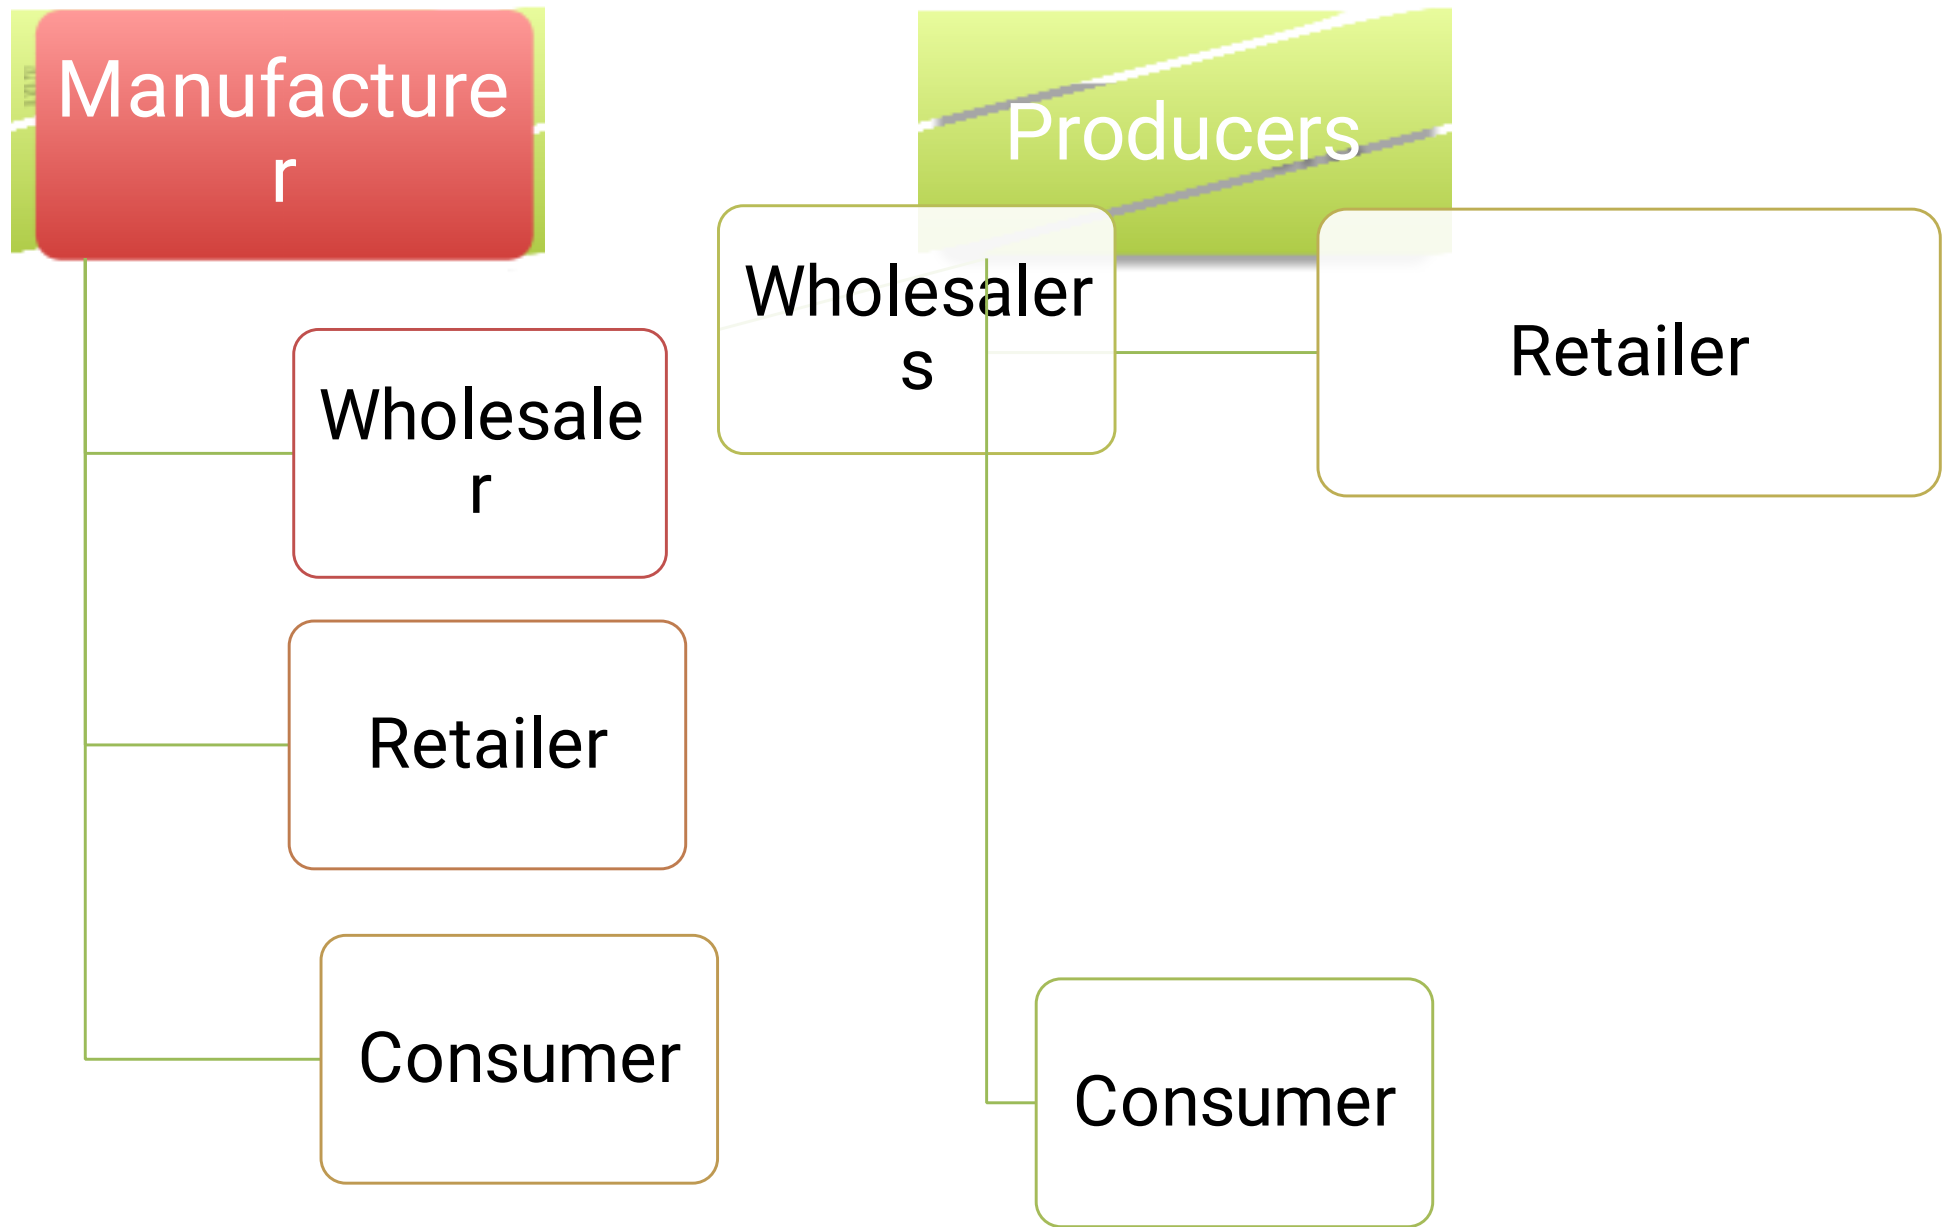 Manufacture
r
Wholesale
r
Retailer
Consumer
Producers
Wholesaler
s
Retailer
Consumer